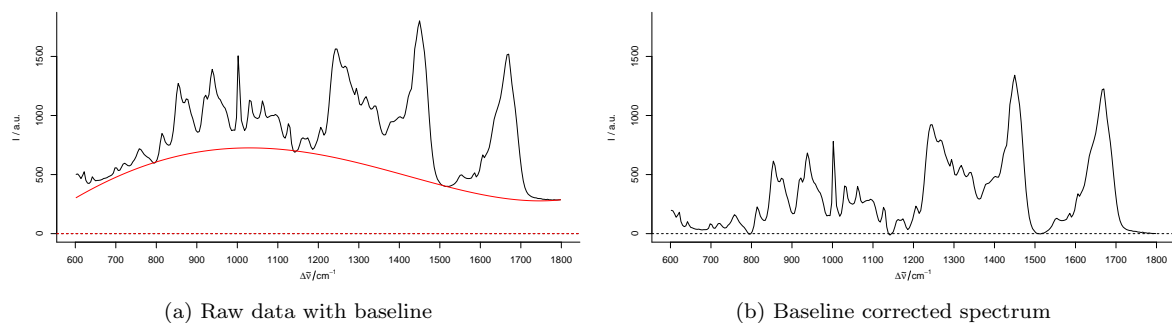 I / a.u.
1500
1000
500
0
600 700 800 900 1000 1100 1200 1300 1400 1500 1600 1700 1800
Δν̃/cm⁻¹
(a) Raw data with baseline
I / a.u.
1500
1000
500
0
600 700 800 900 1000 1100 1200 1300 1400 1500 1600 1700 1800
Δν̃/cm⁻¹
(b) Baseline corrected spectrum